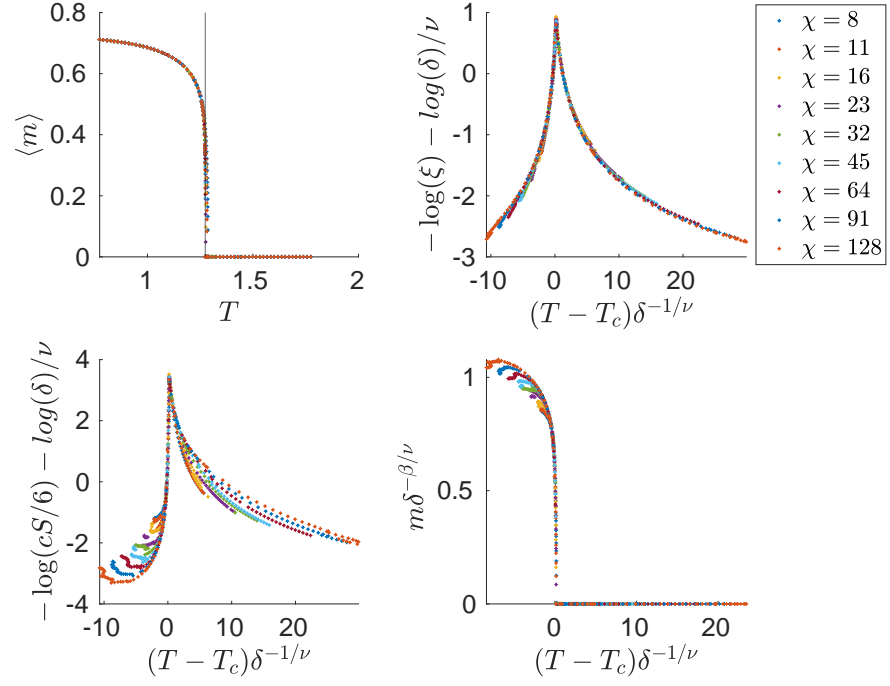 0.8
0.6
0.4
0.2
0
1
1.5
2
⟨m⟩
T
1
0
-1
-2
-3
-10
0
10
20
− log(ξ) − log(δ)/ν
(T − T_c)δ^{−1/ν}
χ = 8
χ = 11
χ = 16
χ = 23
χ = 32
χ = 45
χ = 64
χ = 91
χ = 128
4
2
0
-2
-4
-10
0
10
20
− log(cS/6) − log(δ)/ν
(T − T_c)δ^{−1/ν}
1
0.5
0
0
10
20
mδ^{−β/ν}
(T − T_c)δ^{−1/ν}